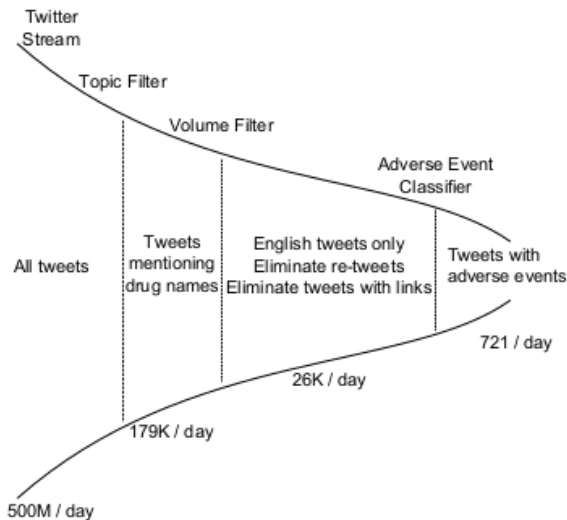 Twitter
Stream
Topic Filter
Volume Filter
Adverse Event
Classifier
All tweets
Tweets
mentioning
drug names
English tweets only
Eliminate re-tweets
Eliminate tweets with links
Tweets with
adverse events
721 / day
26K / day
179K / day
500M / day